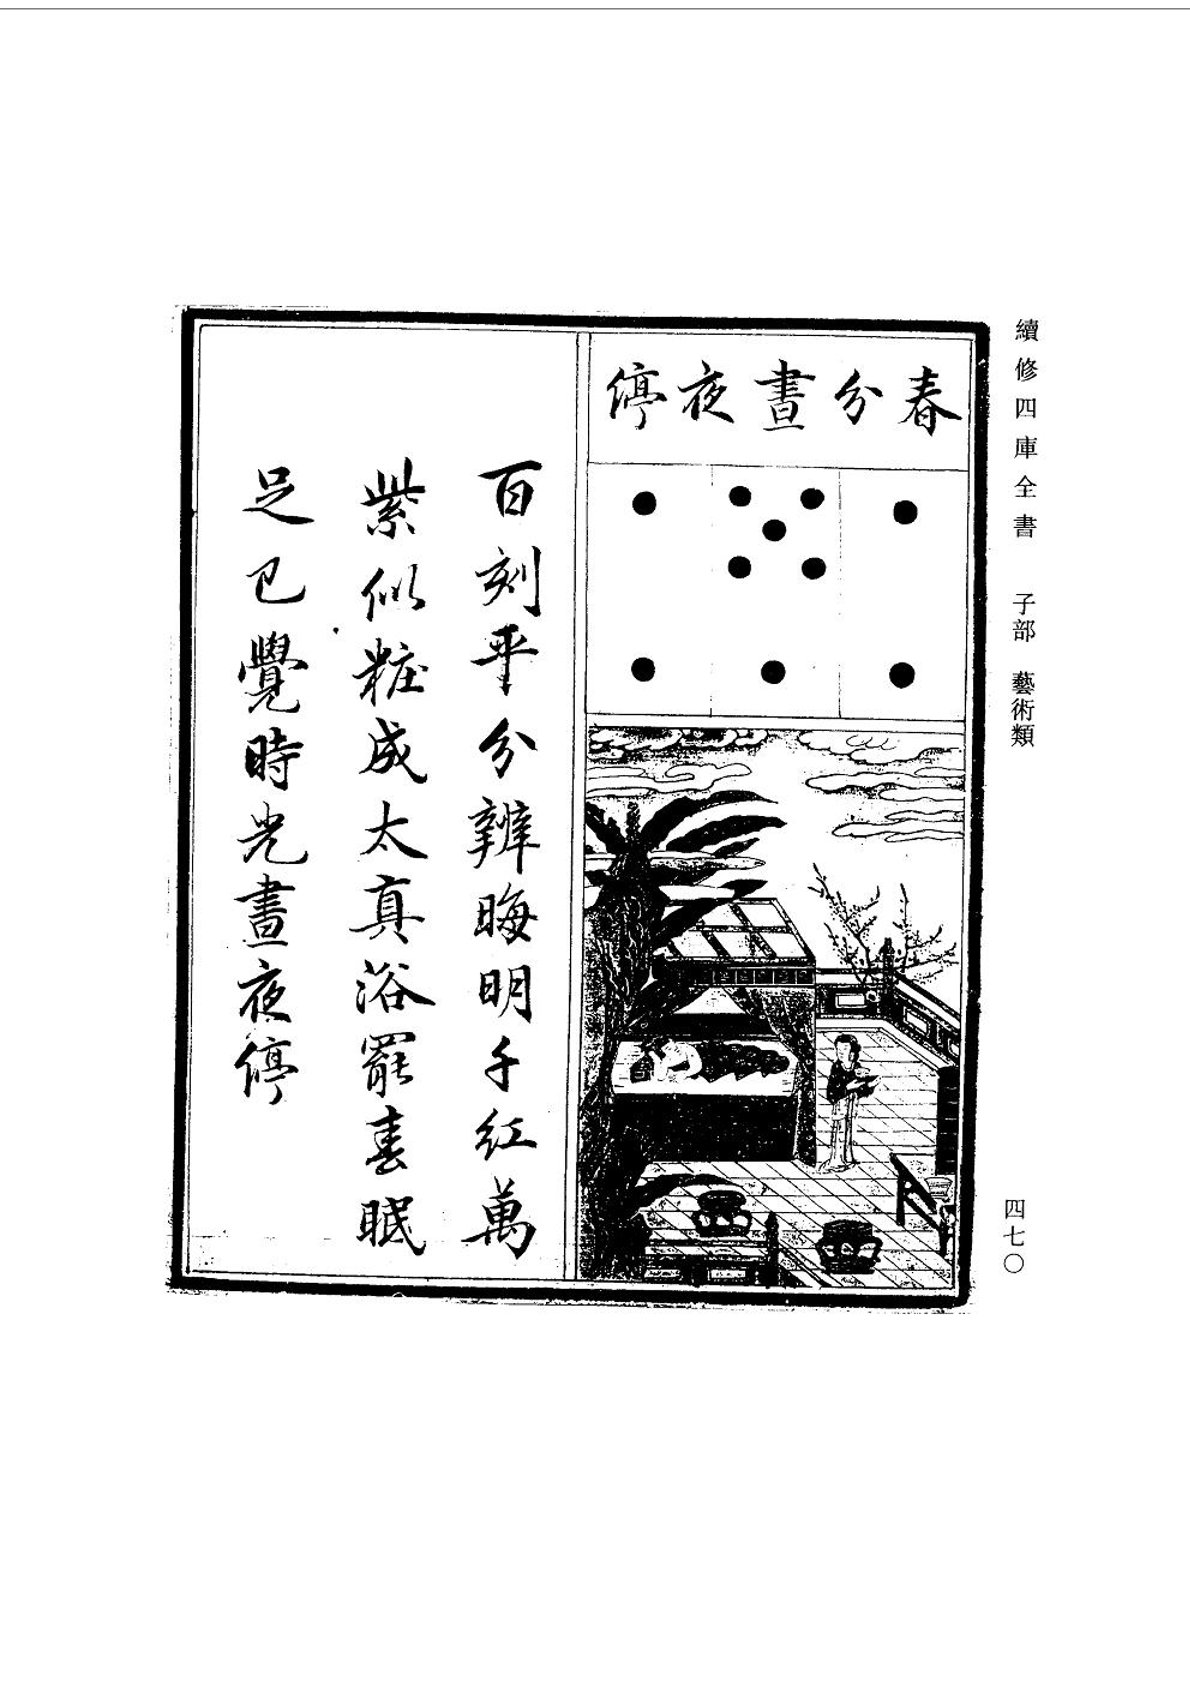 續修四庫全書 子部 藝術類
四七〇
春分晝夜停
百刻平分辨晦明千紅萬
紫似粧成太真浴罷春眠
足已覺時光晝夜停